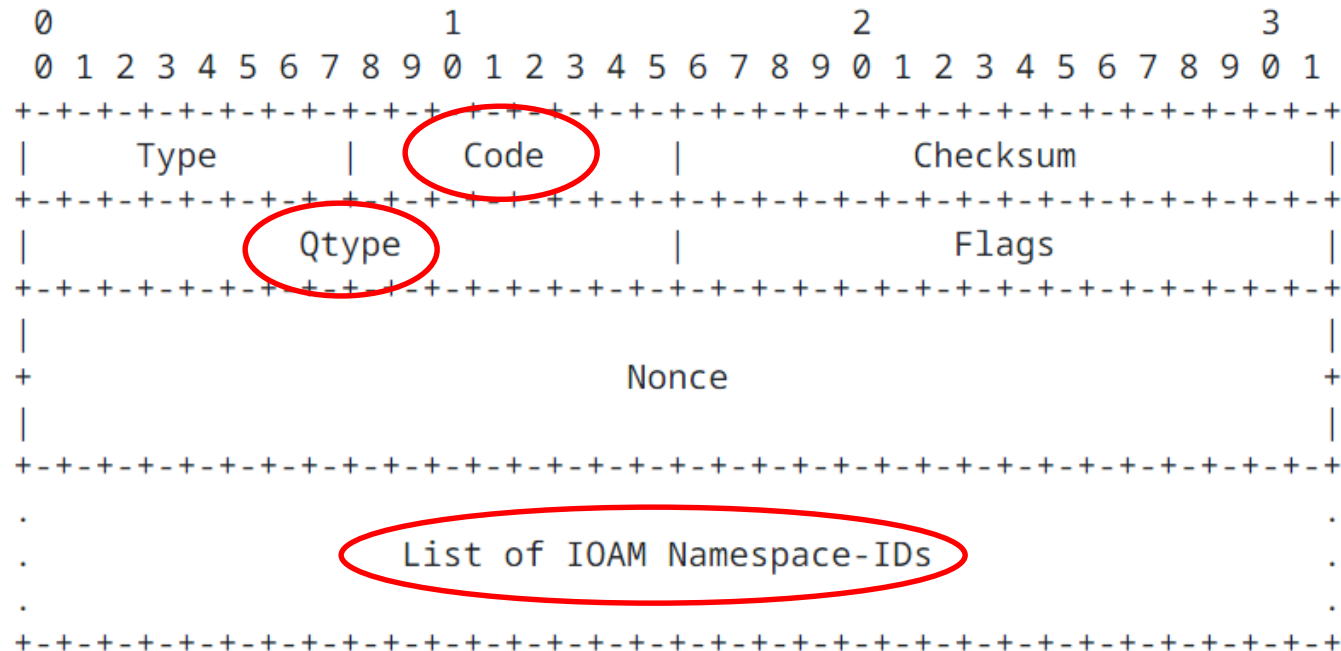 0                   1                   2                   3
0 1 2 3 4 5 6 7 8 9 0 1 2 3 4 5 6 7 8 9 0 1 2 3 4 5 6 7 8 9 0 1
+-+-+-+-+-+-+-+-+-+-+-+-+-+-+-+-+-+-+-+-+-+-+-+-+-+-+-+-+-+-+-+-+
|     Type      |     Code      |           Checksum            |
+-+-+-+-+-+-+-+-+-+-+-+-+-+-+-+-+-+-+-+-+-+-+-+-+-+-+-+-+-+-+-+-+
|             Qtype             |             Flags             |
+-+-+-+-+-+-+-+-+-+-+-+-+-+-+-+-+-+-+-+-+-+-+-+-+-+-+-+-+-+-+-+-+
|                                                               |
+                             Nonce                             +
|                                                               |
+-+-+-+-+-+-+-+-+-+-+-+-+-+-+-+-+-+-+-+-+-+-+-+-+-+-+-+-+-+-+-+-+
.                                                               .
.                  List of IOAM Namespace-IDs                   .
.                                                               .
+-+-+-+-+-+-+-+-+-+-+-+-+-+-+-+-+-+-+-+-+-+-+-+-+-+-+-+-+-+-+-+-+